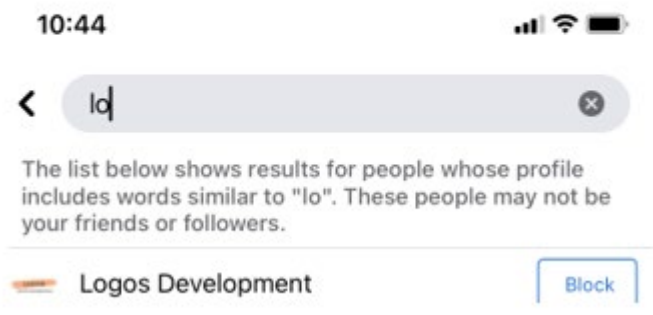 10:44
lo
The list below shows results for people whose profile
includes words similar to "lo". These people may not be
your friends or followers.
Logos Development
Block